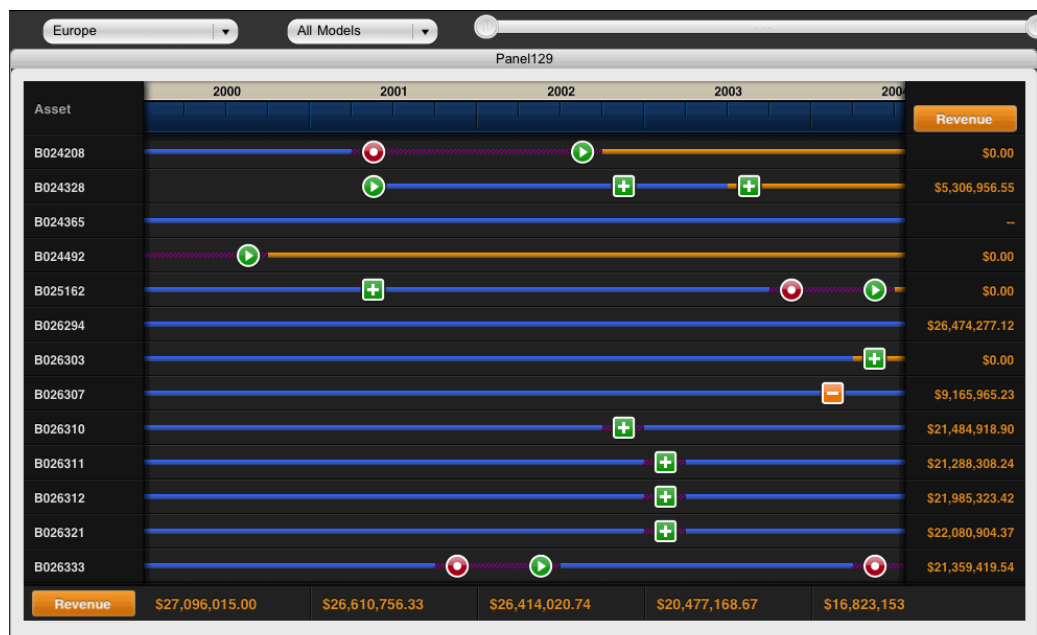 Europe All Models
Panel129
Asset 2000 2001 2002 2003 Revenue
B024208 $0.00
B024328 $5,306,956.55
B024365 --
B024492 $0.00
B025162 $0.00
B026294 $26,474,277.12
B026303 $0.00
B026307 $9,165,965.23
B026310 $21,484,918.90
B026311 $21,288,308.24
B026312 $21,985,323.42
B026321 $22,080,904.37
B026333 $21,359,419.54
Revenue $27,096,015.00 $26,610,756.33 $26,414,020.74 $20,477,168.67 $16,823,153